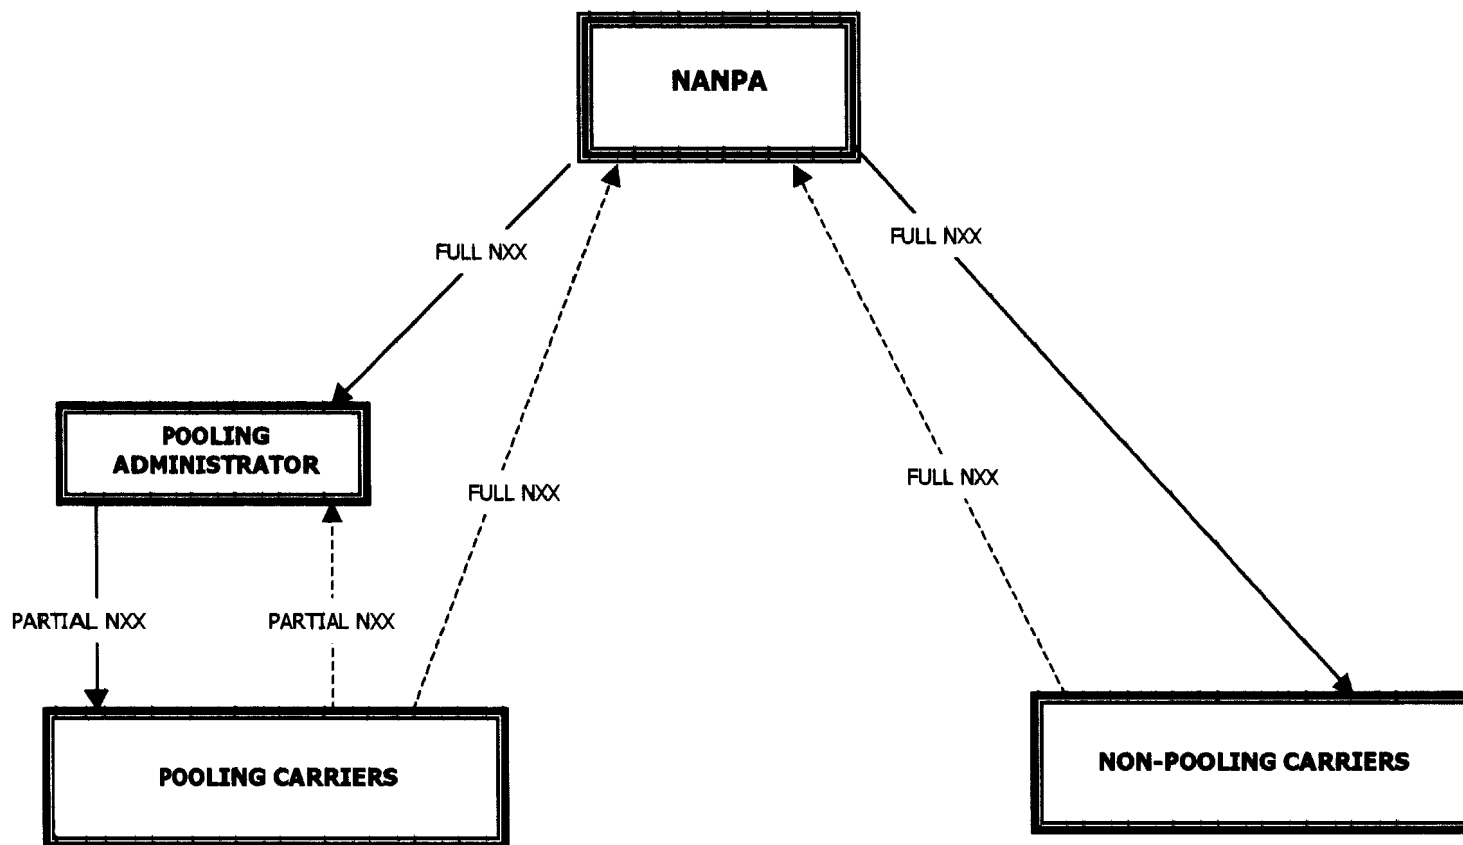 NANPA
FULL NXX
FULL NXX
POOLING
ADMINISTRATOR
FULL NXX
FULL NXX
PARTIAL NXX
PARTIAL NXX
POOLING CARRIERS
NON-POOLING CARRIERS